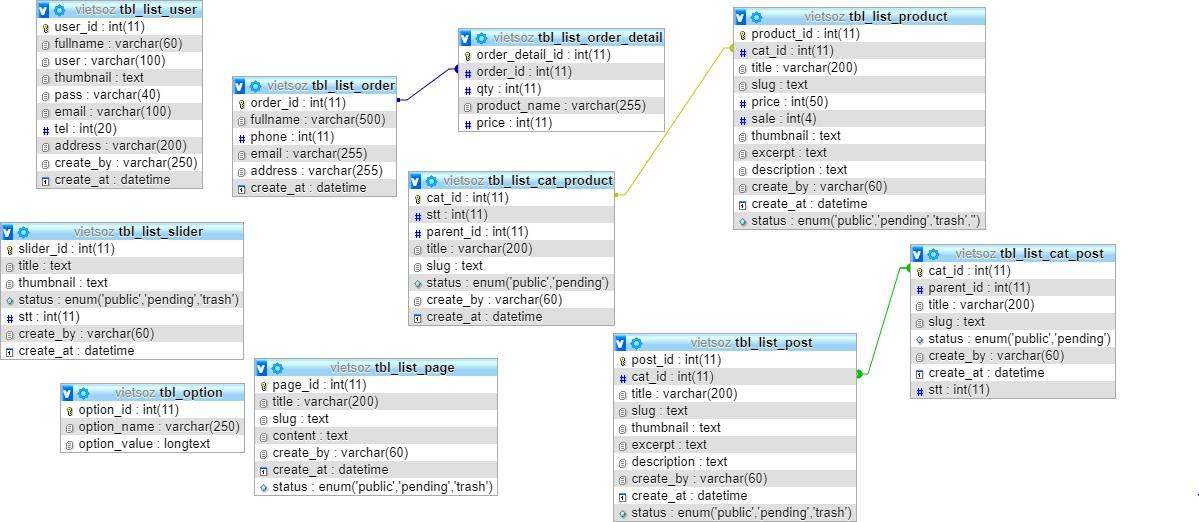 vietsoz tbl_list_user
user_id : int(11)
fullname : varchar(60)
user : varchar(100)
thumbnail : text
pass : varchar(40)
email : varchar(100)
tel : int(20)
address : varchar(200)
create_by : varchar(250)
create_at : datetime
vietsoz tbl_list_order
order_id : int(11)
fullname : varchar(500)
phone : int(11)
email : varchar(255)
address : varchar(255)
create_at : datetime
vietsoz tbl_list_order_detail
order_detail_id : int(11)
order_id : int(11)
qty : int(11)
product_name : varchar(255)
price : int(11)
vietsoz tbl_list_product
product_id : int(11)
cat_id : int(11)
title : varchar(200)
slug : text
price : int(50)
sale : int(4)
thumbnail : text
excerpt : text
description : text
create_by : varchar(60)
create_at : datetime
status : enum('public','pending','trash','')
vietsoz tbl_list_cat_product
cat_id : int(11)
stt : int(11)
parent_id : int(11)
title : varchar(200)
slug : text
status : enum('public','pending')
create_by : varchar(60)
create_at : datetime
vietsoz tbl_list_slider
slider_id : int(11)
title : text
thumbnail : text
status : enum('public','pending','trash')
stt : int(11)
create_by : varchar(60)
create_at : datetime
vietsoz tbl_list_cat_post
cat_id : int(11)
parent_id : int(11)
title : varchar(200)
slug : text
status : enum('public','pending')
create_by : varchar(60)
create_at : datetime
stt : int(11)
vietsoz tbl_list_post
post_id : int(11)
cat_id : int(11)
title : varchar(200)
slug : text
thumbnail : text
excerpt : text
description : text
create_by : varchar(60)
create_at : datetime
status : enum('public','pending','trash')
vietsoz tbl_list_page
page_id : int(11)
title : varchar(200)
slug : text
content : text
create_by : varchar(60)
create_at : datetime
status : enum('public','pending','trash')
vietsoz tbl_option
option_id : int(11)
option_name : varchar(250)
option_value : longtext